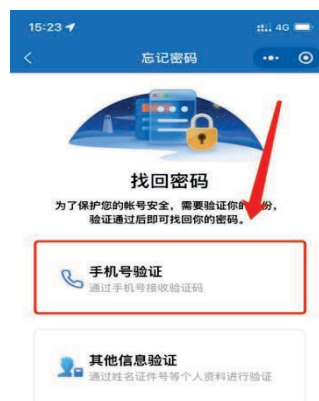 15:23
4G
忘记密码
找回密码
为了保护您的帐号安全，需要验证你的 份，
验证通过后即可找回你的密码。
手机号验证
通过手机号接收验证码
其他信息验证
通过姓名证件号等个人资料进行验证